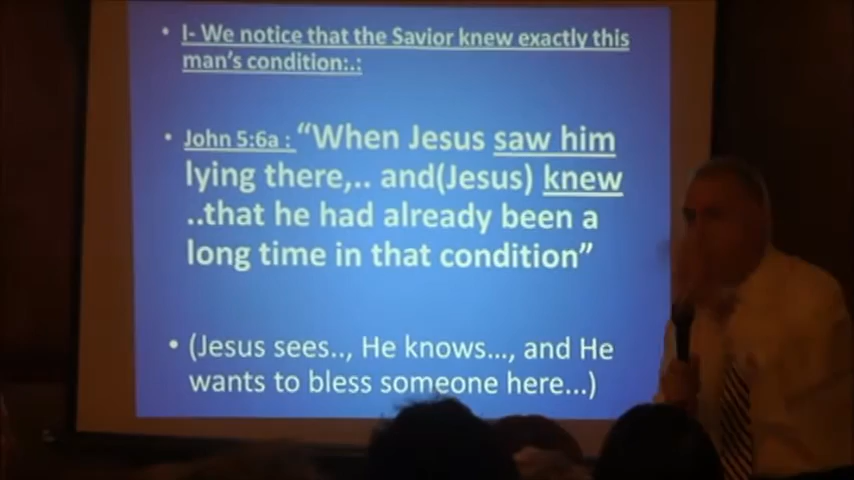 • I- We notice that the Savior knew exactly this
man's condition:.:
• John 5:6a : "When Jesus saw him
lying there,.. and(Jesus) knew
..that he had already been a
long time in that condition"
• (Jesus sees.., He knows..., and He
wants to bless someone here...)